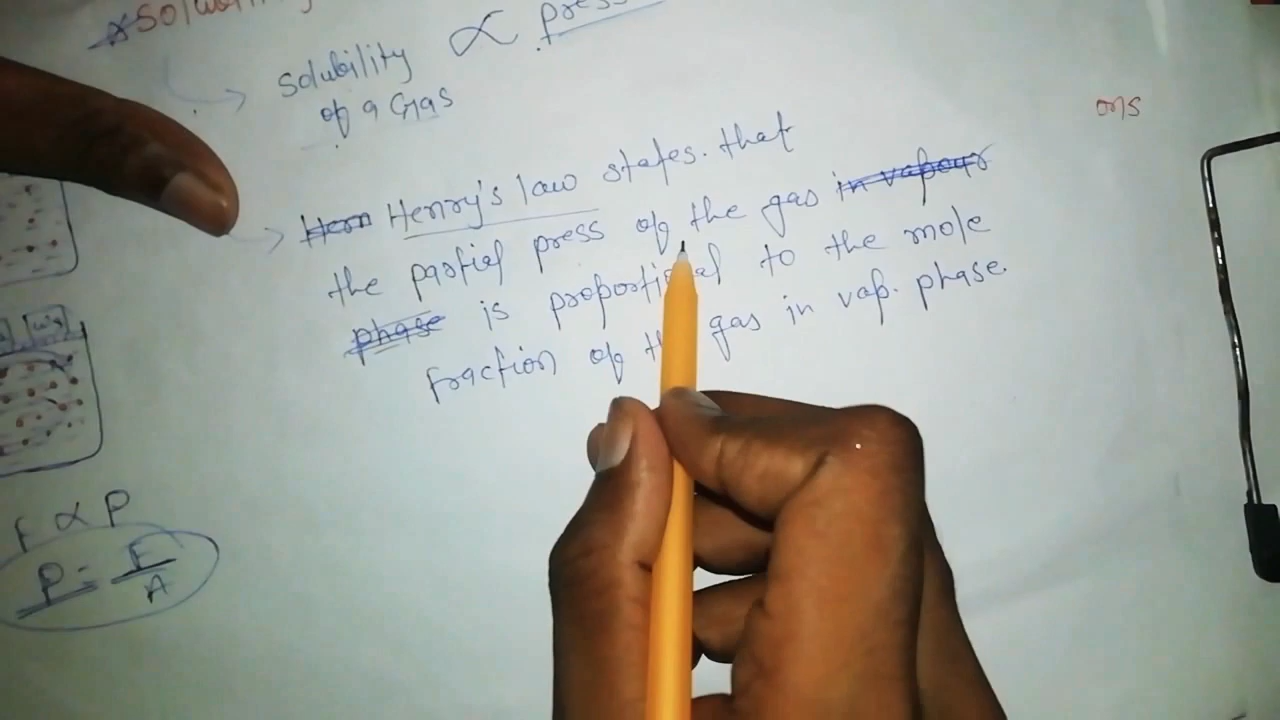 solubility ∝ press
of a Gas
ons
Henry's law states. that
the partial press of the gas in vapour
phase is proportional to the mole
fraction of gas in vap. phase.
F ∝ P
P = F/A